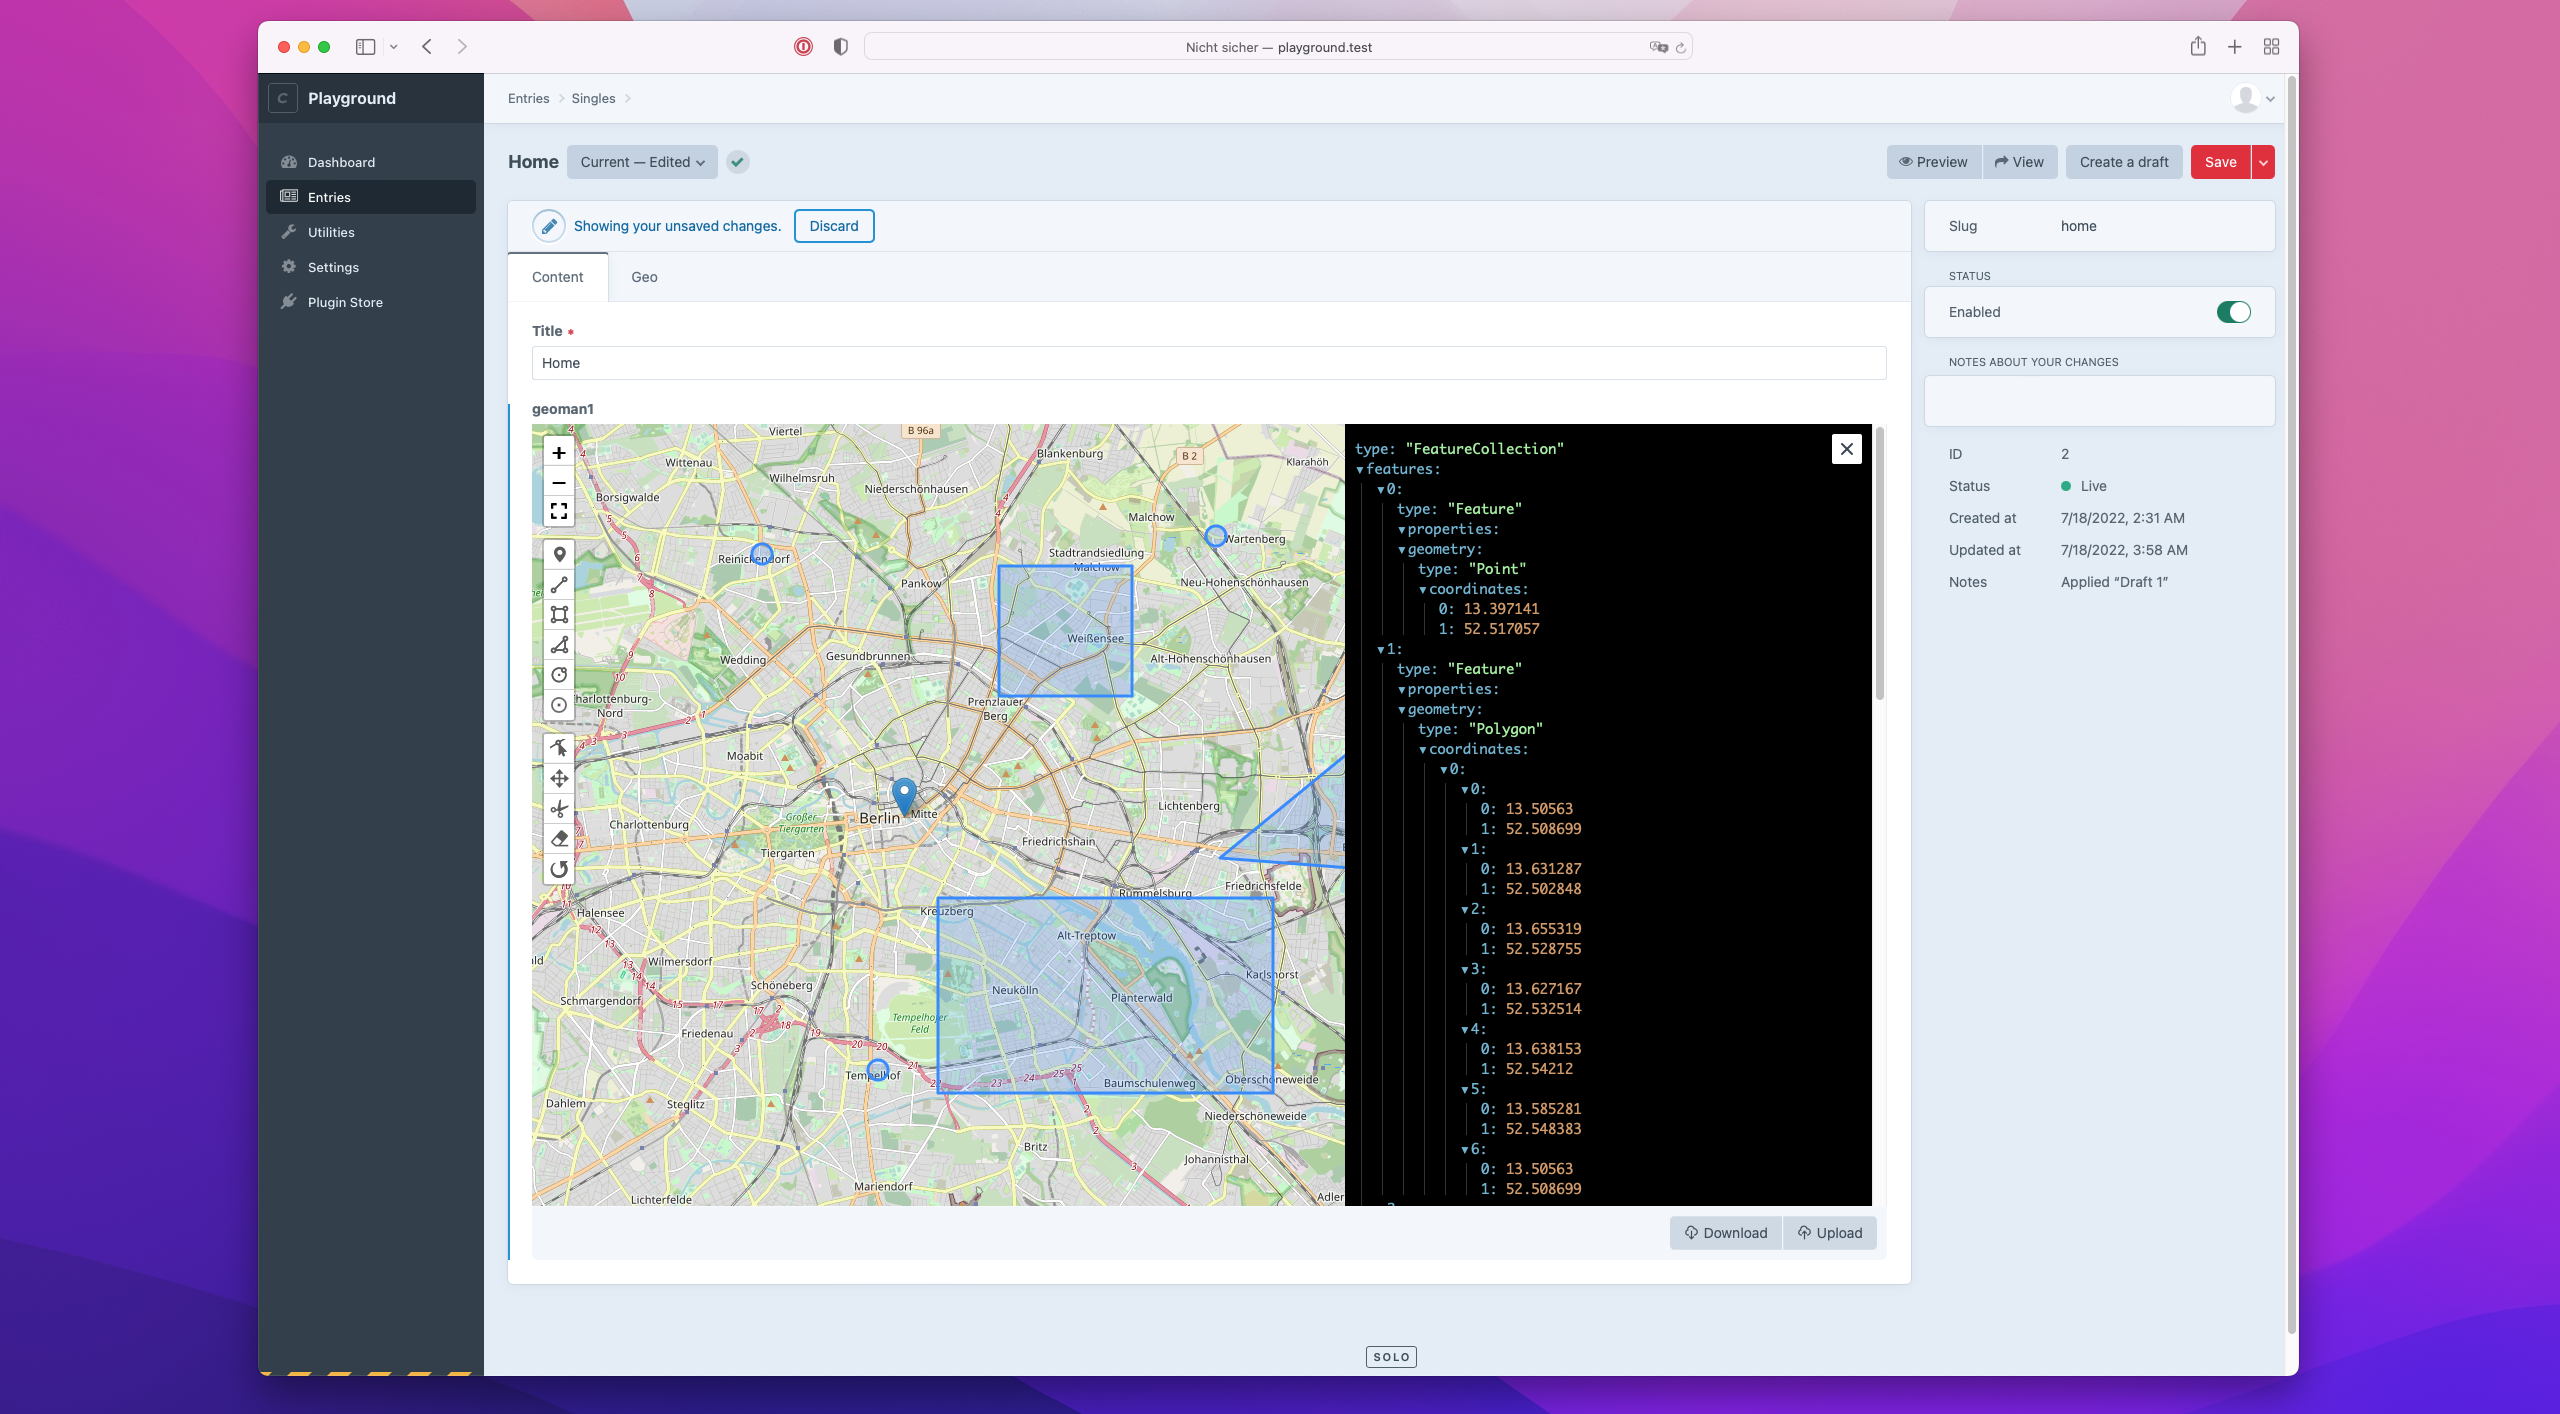 Nicht sicher — playground.test
C
Playground
Dashboard
Entries
Utilities
Settings
Plugin Store
Entries
Singles
Home
Current — Edited
Preview
View
Create a draft
Save
Showing your unsaved changes.
Discard
Content
Geo
Title *
Home
geoman1
Viertel
B 96a
Blankenburg
B 2
Klarahöh
Wittenau
Wilhelmsruh
Niederschönhausen
Borsigwalde
Malchow
Reinickendorf
Wartenberg
Stadtrandsiedlung
Malchow
Pankow
Neu-Hohenschönhausen
Weißensee
Wedding
Gesundbrunnen
Alt-Hohenschönhausen
Charlottenburg-
Nord
Prenzlauer
Berg
Moabit
Lichtenberg
Berlin
Mitte
Großer
Tiergarten
Charlottenburg
Tiergarten
Friedrichshain
Rummelsburg
Friedrichsfelde
Halensee
Kreuzberg
Alt-Treptow
Wilmersdorf
Karlshorst
Schöneberg
Neukölln
Plänterwald
Schmargendorf
Tempelhofer
Feld
Friedenau
Tempelhof
Baumschulenweg
Oberschöneweide
Dahlem
Steglitz
Niederschöneweide
Britz
Johannisthal
Mariendorf
Lichterfelde
Adler
type: "FeatureCollection"
▼features:
▼0:
type: "Feature"
▼properties:
▼geometry:
type: "Point"
▼coordinates:
0: 13.397141
1: 52.517057
▼1:
type: "Feature"
▼properties:
▼geometry:
type: "Polygon"
▼coordinates:
▼0:
▼0:
0: 13.50563
1: 52.508699
▼1:
0: 13.631287
1: 52.502848
▼2:
0: 13.655319
1: 52.528755
▼3:
0: 13.627167
1: 52.532514
▼4:
0: 13.638153
1: 52.54212
▼5:
0: 13.585281
1: 52.548383
▼6:
0: 13.50563
1: 52.508699
Download
Upload
Slug
home
STATUS
Enabled
NOTES ABOUT YOUR CHANGES
ID
2
Status
Live
Created at
7/18/2022, 2:31 AM
Updated at
7/18/2022, 3:58 AM
Notes
Applied “Draft 1”
SOLO